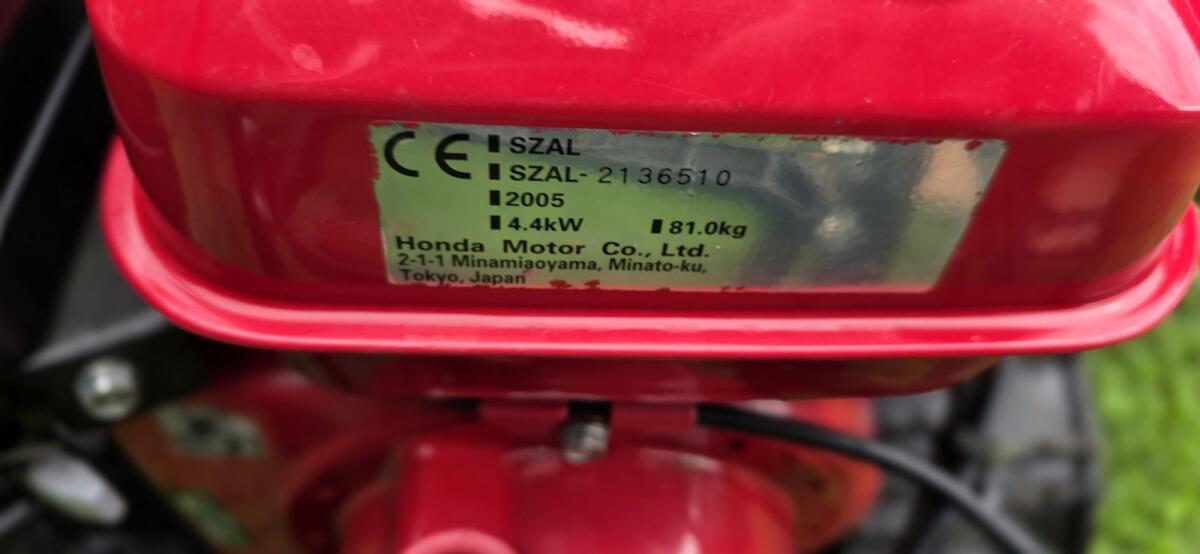 CE SZAL
SZAL- 2136510
2005
4.4kW 81.0kg
Honda Motor Co., Ltd.
2-1-1 Minamiaoyama, Minato-ku,
Tokyo, Japan